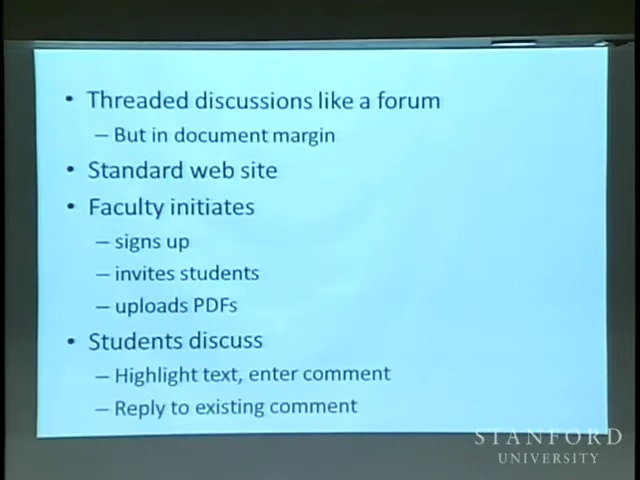 • Threaded discussions like a forum
– But in document margin
• Standard web site
• Faculty initiates
– signs up
– invites students
– uploads PDFs
• Students discuss
– Highlight text, enter comment
– Reply to existing comment
STANFORD
UNIVERSITY